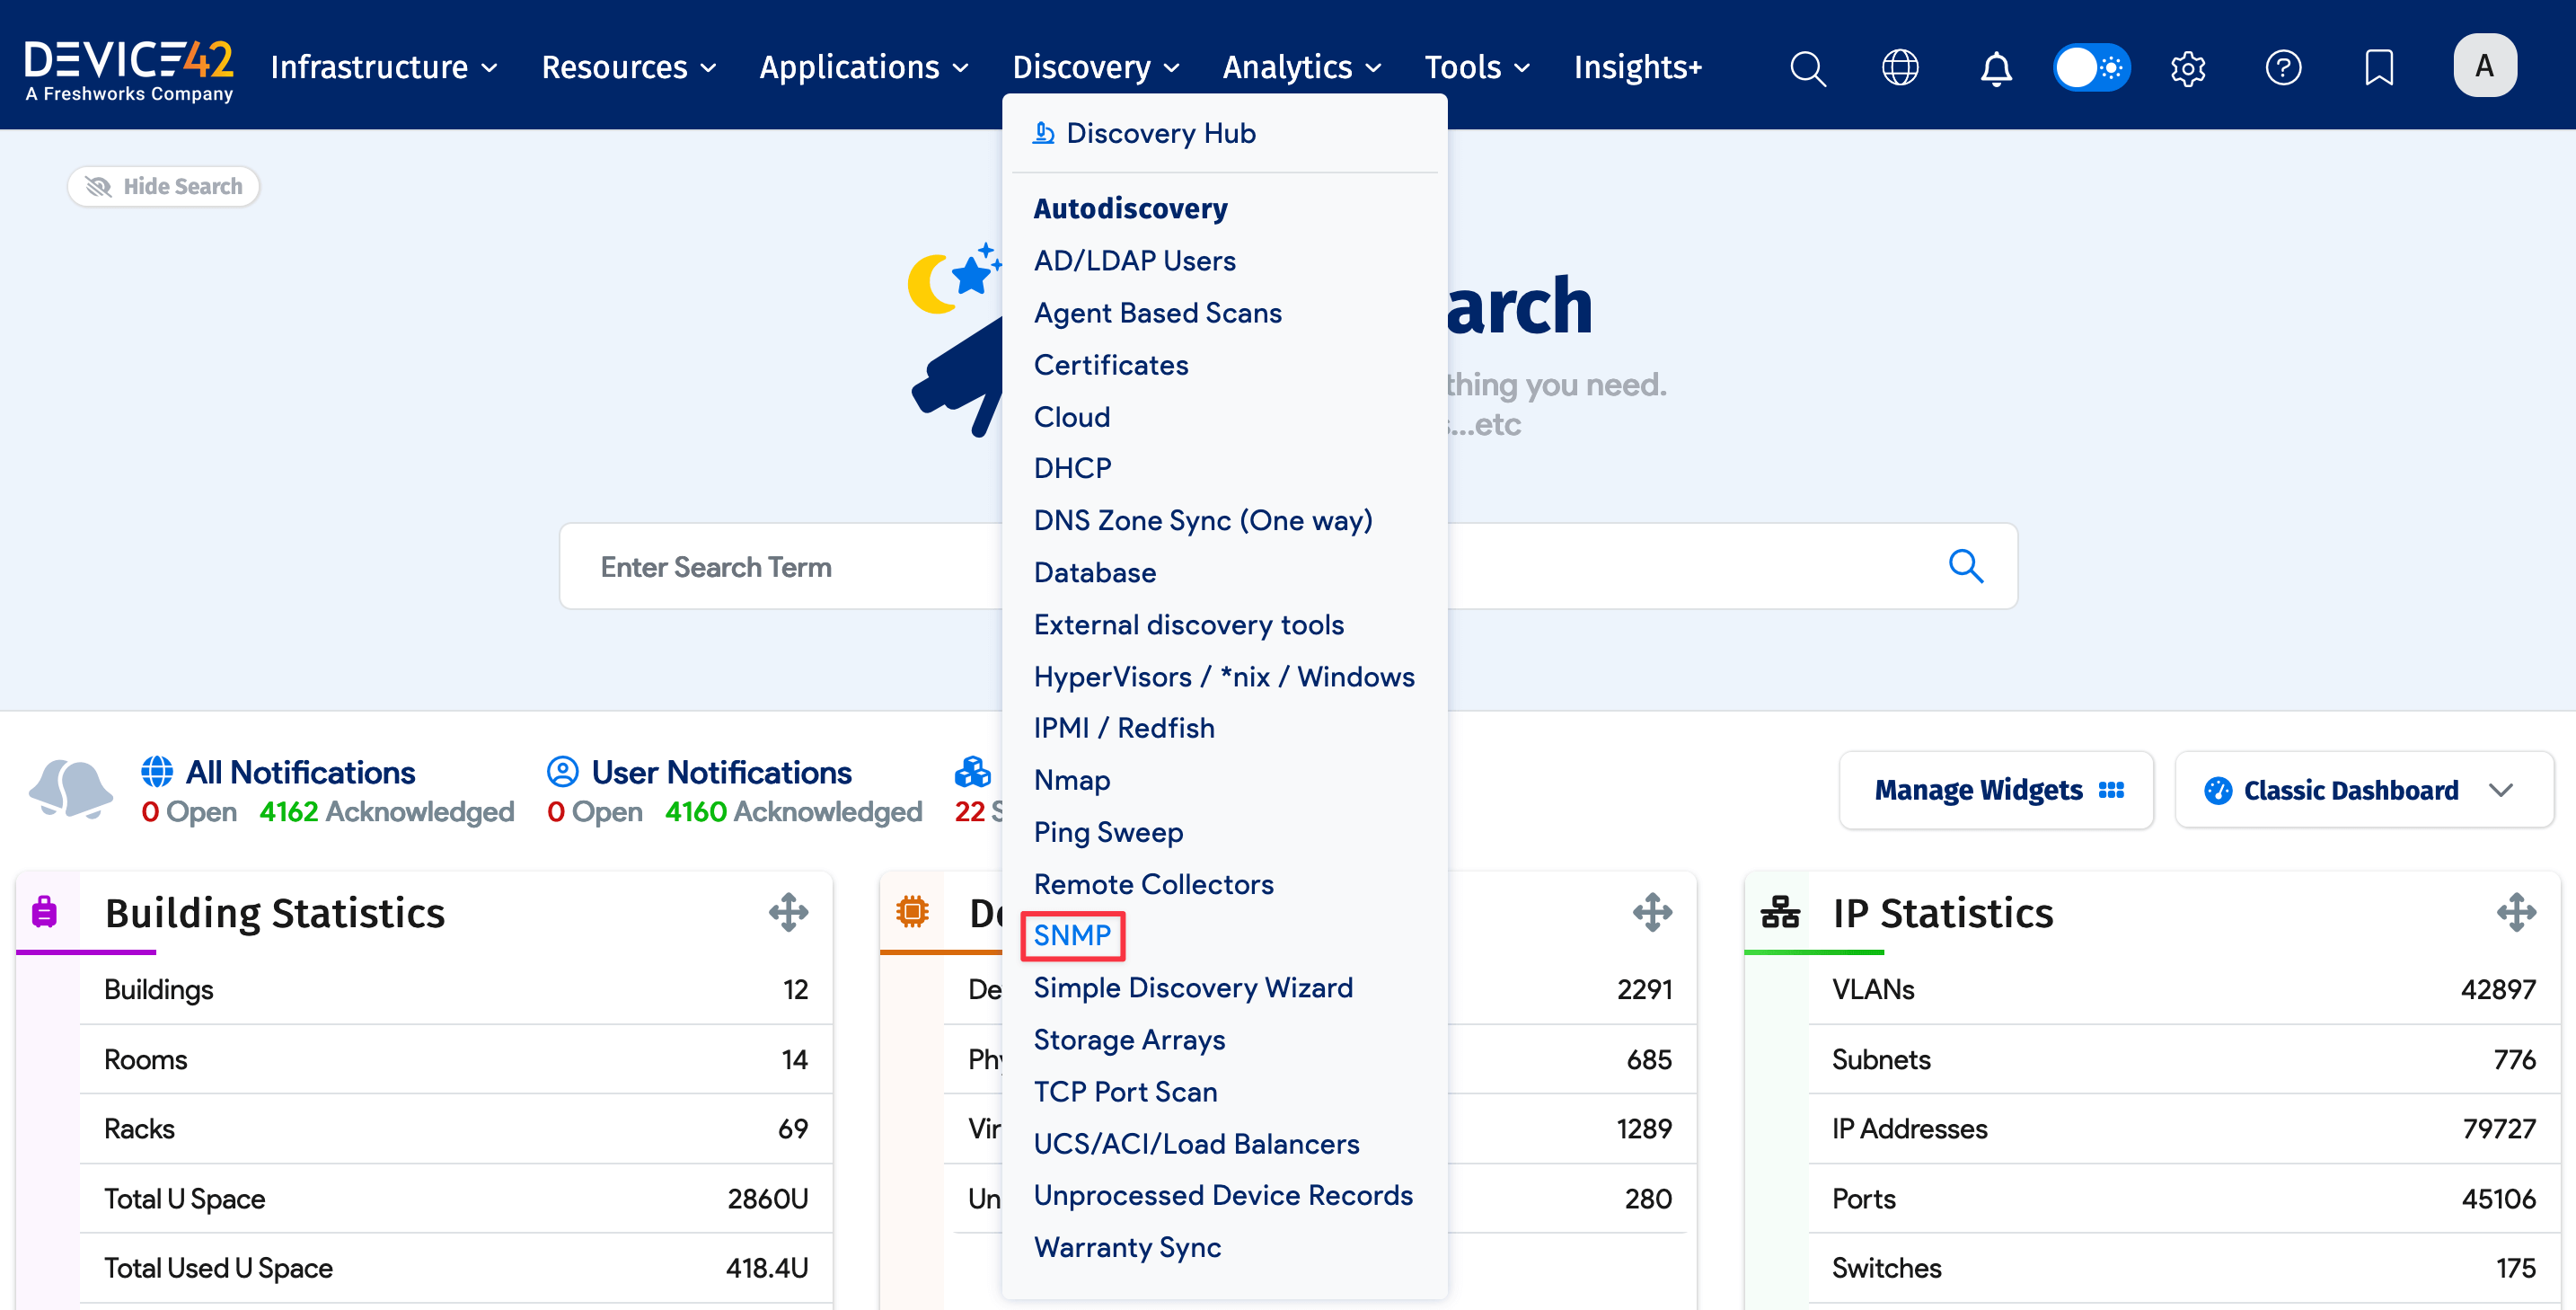 DEVICE42
A Freshworks Company
Infrastructure
Resources
Applications
Discovery
Analytics
Tools
Insights+
A
Hide Search
Discovery Hub
Autodiscovery
AD/LDAP Users
Agent Based Scans
Certificates
Cloud
DHCP
DNS Zone Sync (One way)
Database
External discovery tools
HyperVisors / *nix / Windows
IPMI / Redfish
Nmap
Ping Sweep
Remote Collectors
SNMP
Simple Discovery Wizard
Storage Arrays
TCP Port Scan
UCS/ACI/Load Balancers
Unprocessed Device Records
Warranty Sync
arch
thing you need.
...etc
Enter Search Term
All Notifications
0 Open 4162 Acknowledged
User Notifications
0 Open 4160 Acknowledged
22 S
Manage Widgets
Classic Dashboard
Building Statistics
Buildings 12
Rooms 14
Racks 69
Total U Space 2860U
Total Used U Space 418.4U
De
De 2291
Phy 685
Vir 1289
Un 280
IP Statistics
VLANs 42897
Subnets 776
IP Addresses 79727
Ports 45106
Switches 175